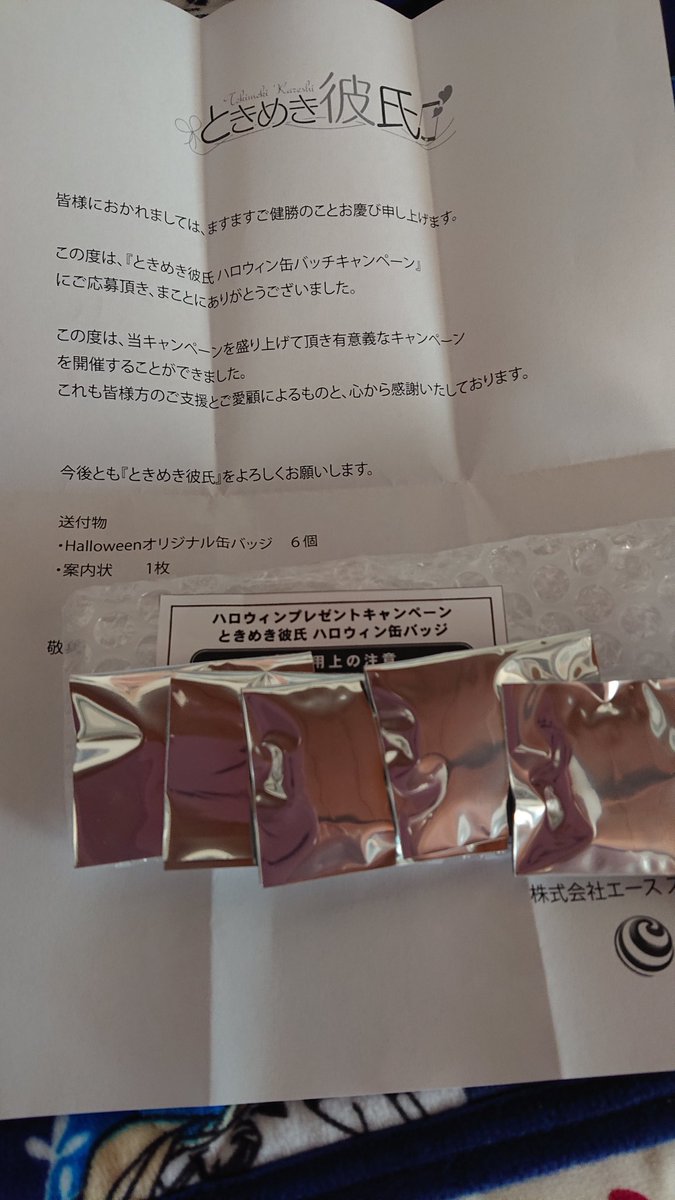 Tokimeki Kareshi
ときめき彼氏
皆様におかれましては、ますますご健勝のことお慶び申し上げます。
この度は、『ときめき彼氏 ハロウィン缶バッチキャンペーン』
にご応募頂き、まことにありがとうございました。
この度は、当キャンペーンを盛り上げて頂き有意義なキャンペーン
を開催することができました。
これも皆様方のご支援とご愛顧によるものと、心から感謝いたしております。
今後とも『ときめき彼氏』をよろしくお願いします。
送付物
・Halloweenオリジナル缶バッジ 6個
・案内状 1枚
敬
ハロウィンプレゼントキャンペーン
ときめき彼氏 ハロウィン缶バッジ
用上の注意
株式会社エース